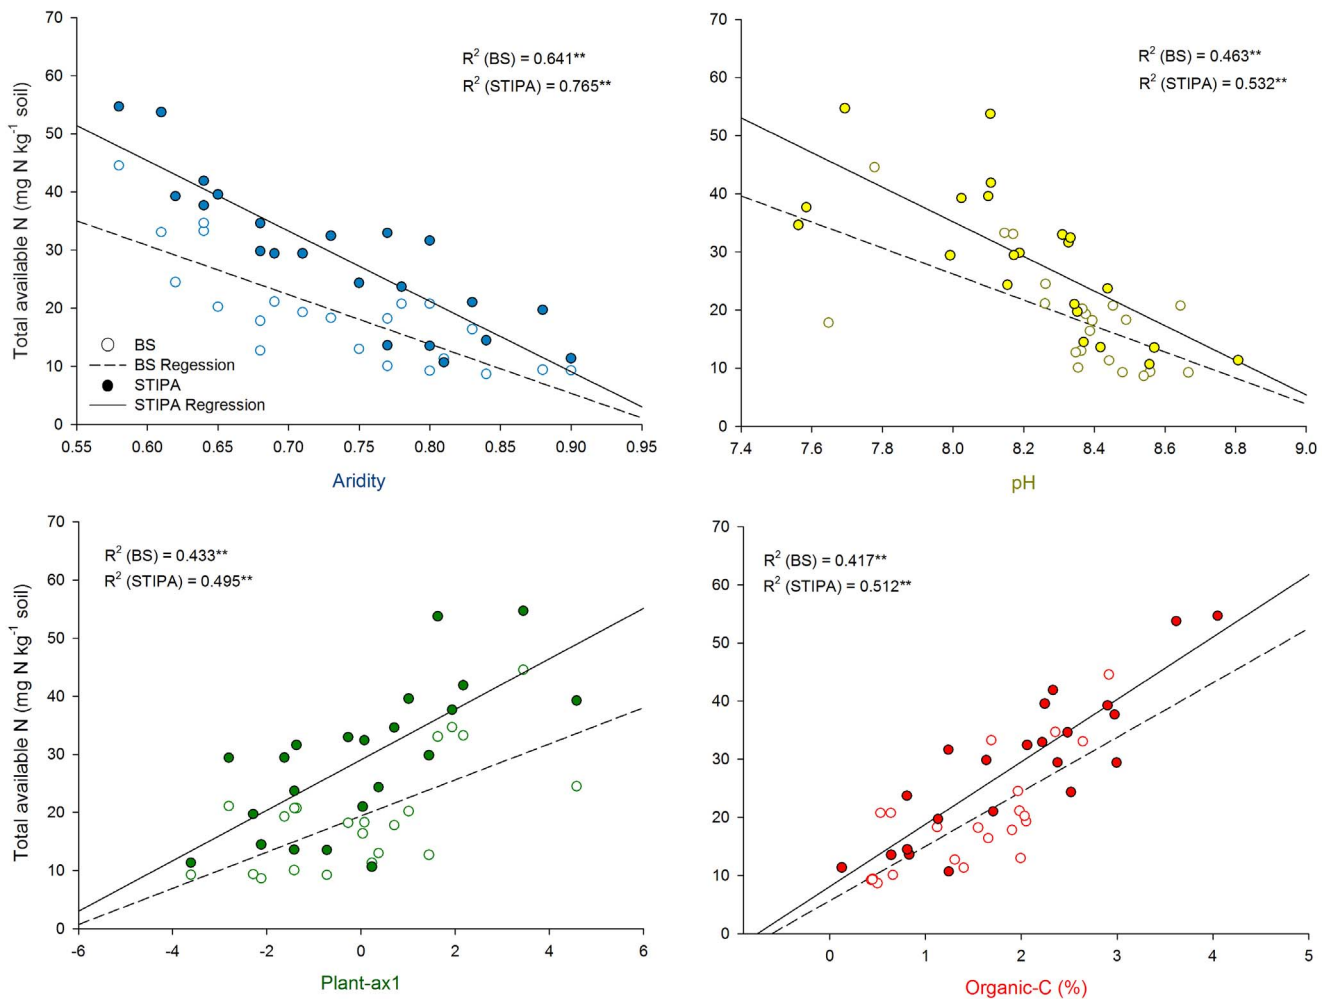 Total available N (mg N kg⁻¹ soil)
70
60
50
40
30
20
10
0
R² (BS) = 0.641**
R² (STIPA) = 0.765**
BS
BS Regression
STIPA
STIPA Regression
0.55 0.60 0.65 0.70 0.75 0.80 0.85 0.90 0.95
Aridity
70
60
50
40
30
20
10
0
R² (BS) = 0.463**
R² (STIPA) = 0.532**
7.4 7.6 7.8 8.0 8.2 8.4 8.6 8.8 9.0
pH
Total available N (mg N kg⁻¹ soil)
70
60
50
40
30
20
10
0
R² (BS) = 0.433**
R² (STIPA) = 0.495**
-6 -4 -2 0 2 4 6
Plant-ax1
70
60
50
40
30
20
10
0
R² (BS) = 0.417**
R² (STIPA) = 0.512**
0 1 2 3 4 5
Organic-C (%)